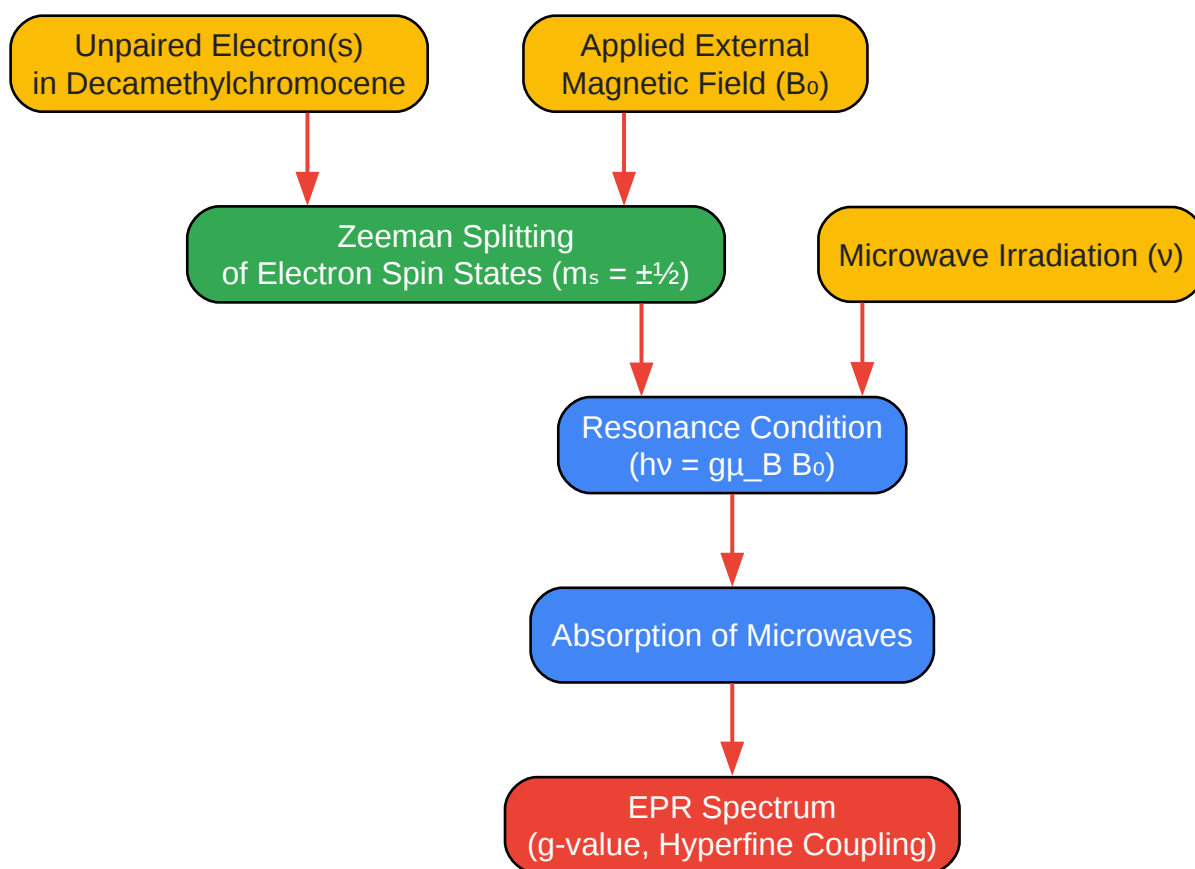 Unpaired Electron(s)
in Decamethylchromocene
Applied External
Magnetic Field (B₀)
Zeeman Splitting
of Electron Spin States (mₛ = ±½)
Microwave Irradiation (ν)
Resonance Condition
(hν = gμ_B B₀)
Absorption of Microwaves
EPR Spectrum
(g-value, Hyperfine Coupling)